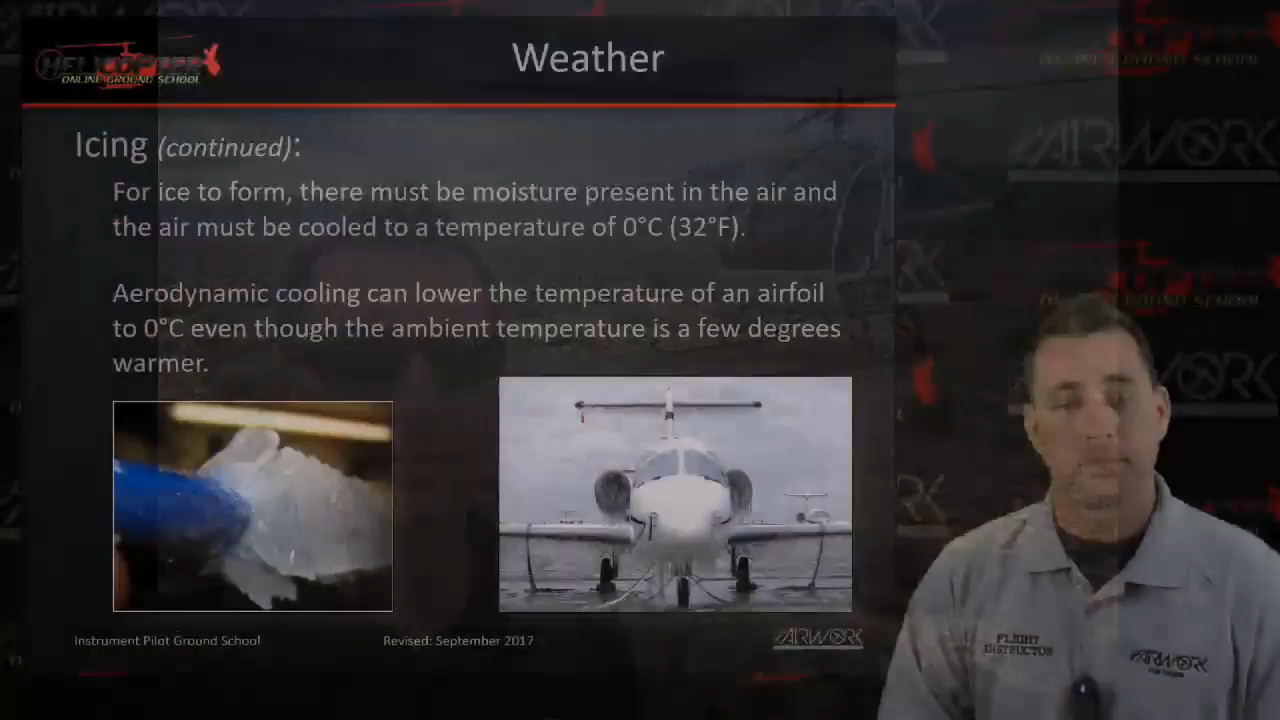 HELICOPTER
ONLINE GROUND SCHOOL
Weather
Icing (continued):
For ice to form, there must be moisture present in the air and
the air must be cooled to a temperature of 0°C (32°F).
Aerodynamic cooling can lower the temperature of an airfoil
to 0°C even though the ambient temperature is a few degrees
warmer.
Instrument Pilot Ground School
Revised: September 2017
AIRWORK
AIRWORK
AIRWORK
FLIGHT
INSTRUCTOR
AIRWORK